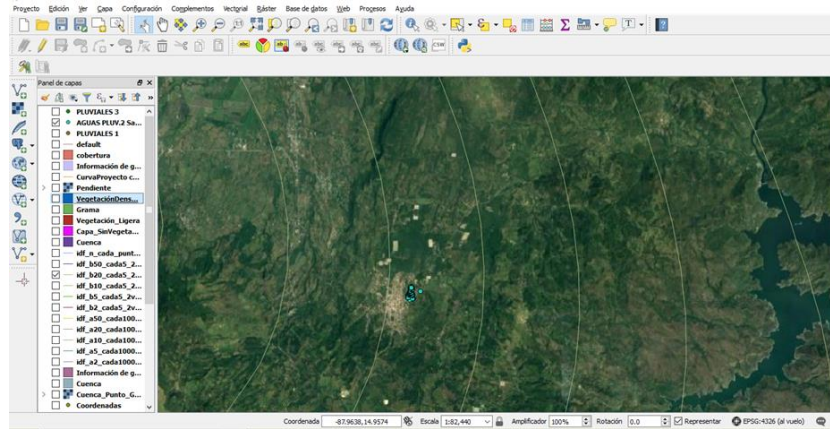 Proyecto Edición Ver Capa Configuración Complementos Vectorial Ráster Base de datos Web Procesos Ayuda
CSW
Panel de capas
PLUVIALES 3
AGUAS PLUV.2 Sa...
PLUVIALES 1
default
cobertura
Información de g...
CurvaProyecto c...
Pendiente
VegetaciónDens...
Grama
Vegetación_Ligera
Capa_SinVegeta...
Cuenca
idf_n_cada_punt...
idf_b50_cada5_2...
idf_b20_cada5_2...
idf_b10_cada5_2...
idf_b5_cada5_2v...
idf_b2_cada5_2v...
idf_a50_cada100...
idf_a20_cada100...
idf_a10_cada100...
idf_a5_cada1000...
idf_a2_cada1000...
Información de g...
Cuenca
Cuenca_Punto_G...
Coordenadas
Coordenada -87.9638,14.9574 Escala 1:82,440 Amplificador 100% Rotación 0.0 Representar EPSG:4326 (al vuelo)